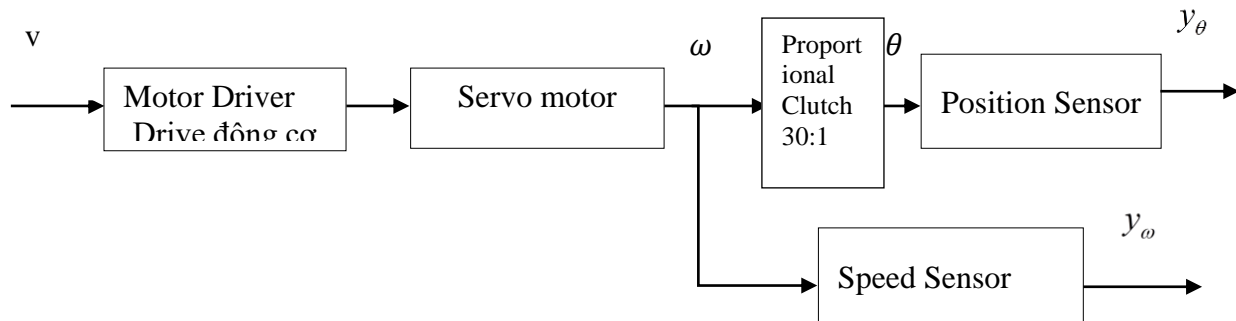 v
Motor Driver
Drive động cơ
Servo motor
ω
Proport
ional
Clutch
30:1
θ
Position Sensor
y_θ
Speed Sensor
y_ω